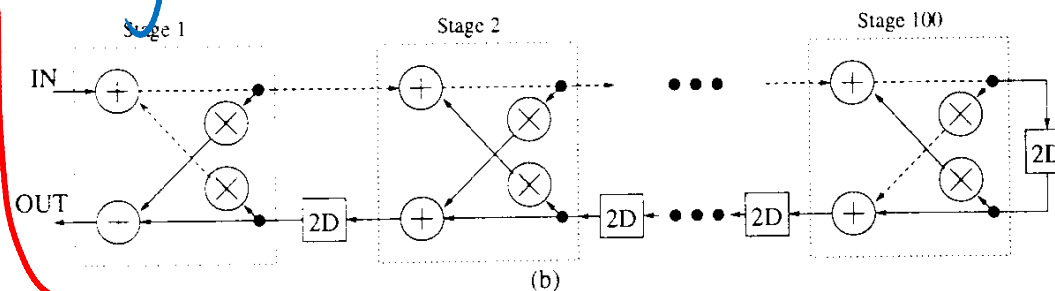 Stage 1 Stage 2 Stage 100
IN
2D
OUT 2D 2D 2D
(b)